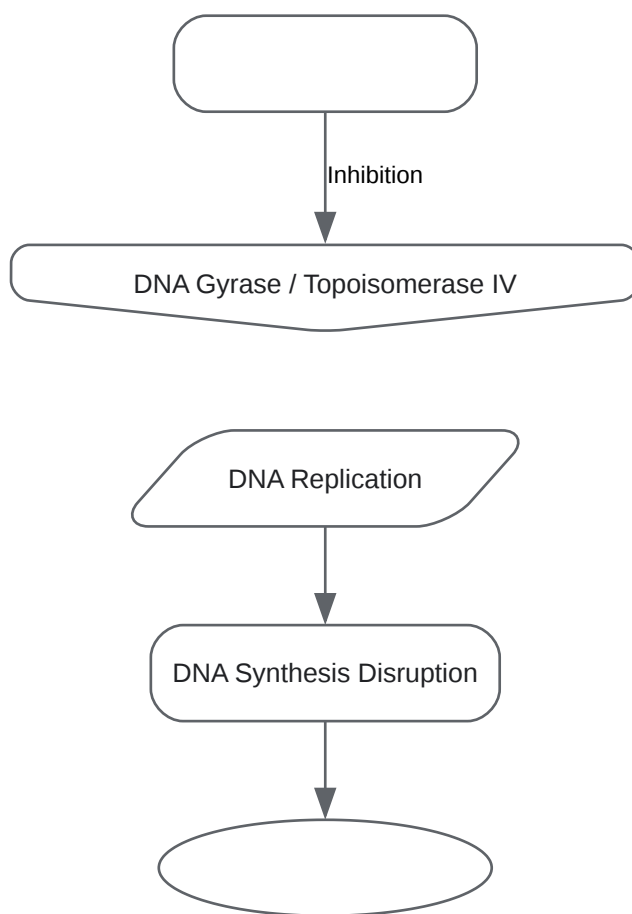 Inhibition
DNA Gyrase / Topoisomerase IV
DNA Replication
DNA Synthesis Disruption